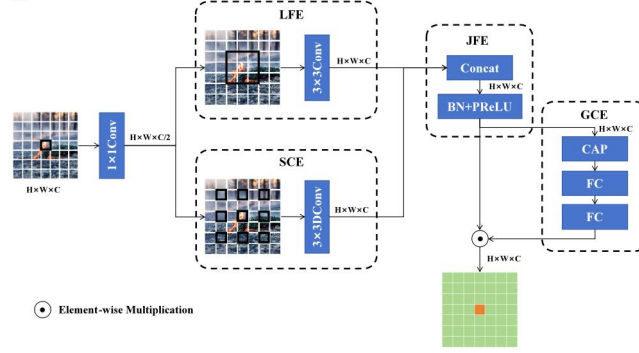 LFE
3×3Conv
H×W×C
JFE
Concat
H×W×C
BN+PReLU
GCE
H×W×C
CAP
FC
FC
1×1Conv
H×W×C/2
H×W×C
SCE
3×3DConv
H×W×C
H×W×C
Element-wise Multiplication